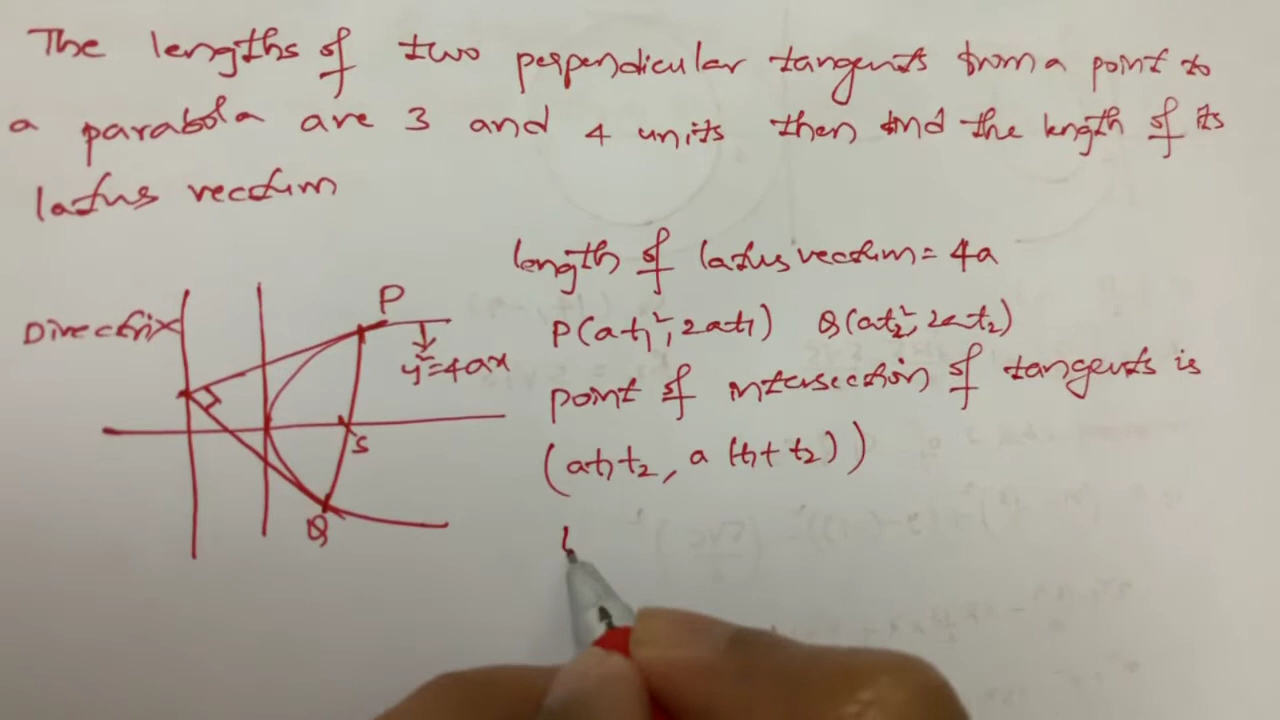 The lengths of two perpendicular tangents from a point to
a parabola are 3 and 4 units then find the length of its
latus rectum
length of latus rectum = 4a
P(at₁², 2at₁) Q(at₂², 2at₂)
point of intersection of tangents is
(at₁t₂, a(t₁+t₂))
Directrix
P
y²=4ax
S
Q